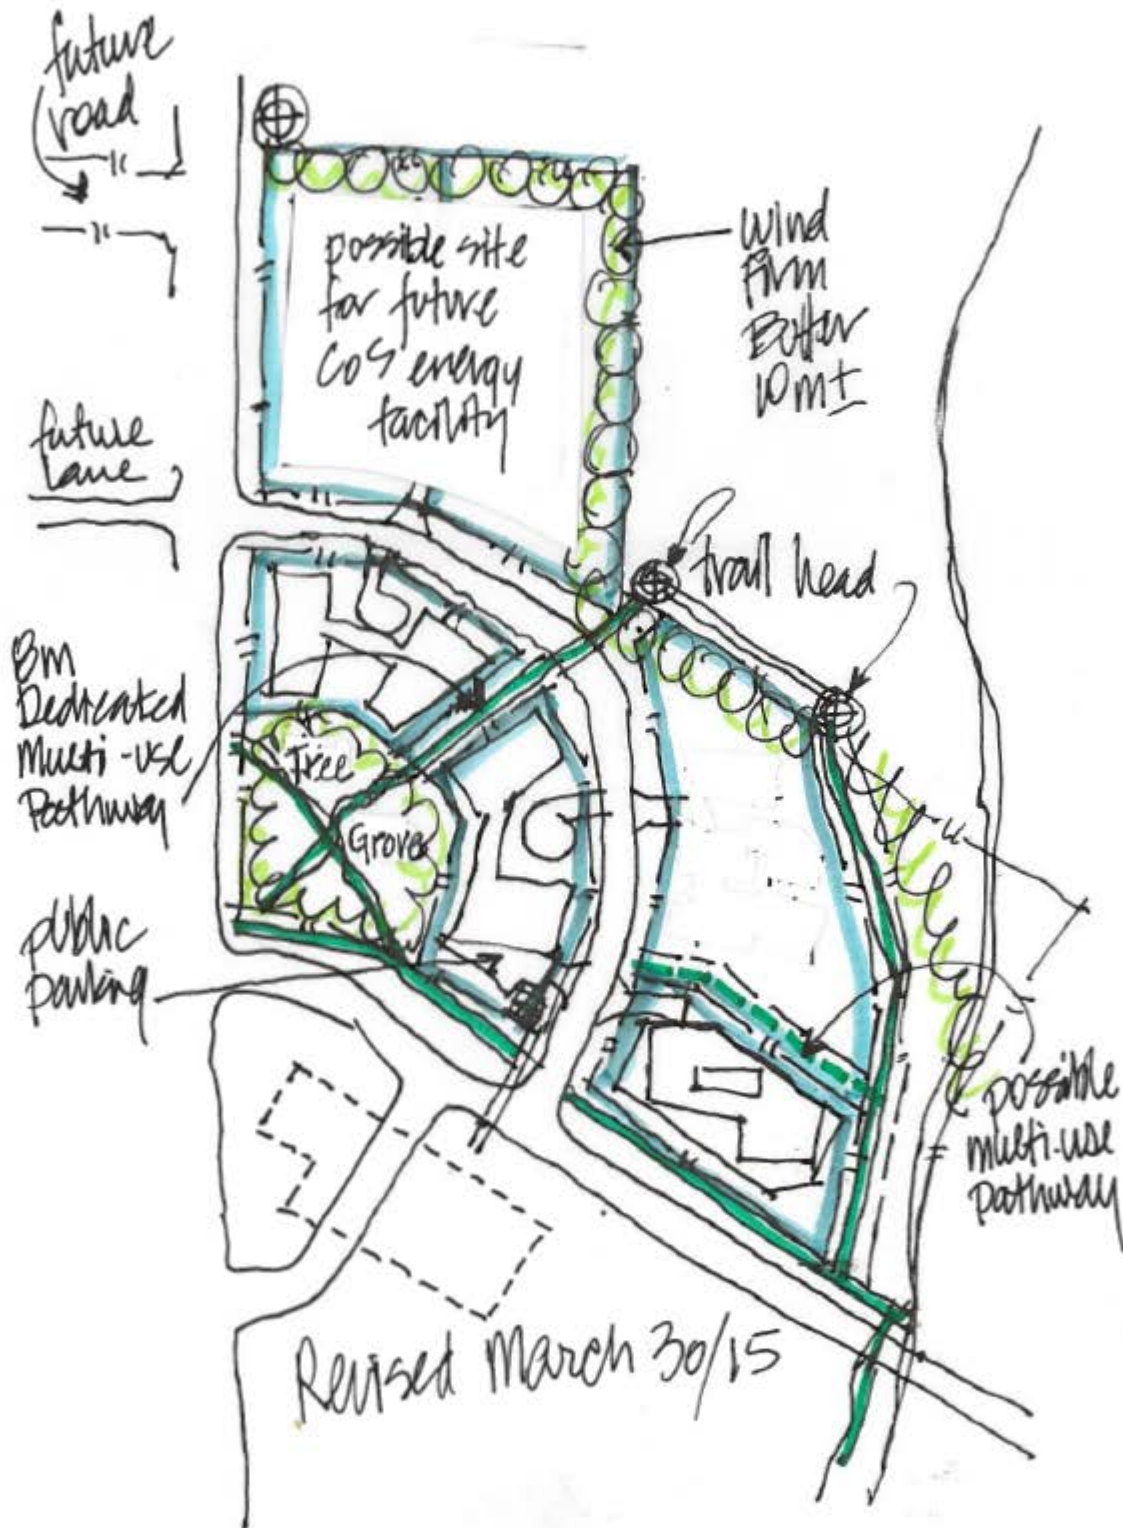 future
road
possible site
for future
COS energy
facility
Wind
Firm
Buffer
10m±
future
Lane
trail head
8m
Dedicated
Multi-use
Pathway
Tree
Grove
public
parking
possible
multi-use
pathway
Revised March 30/15